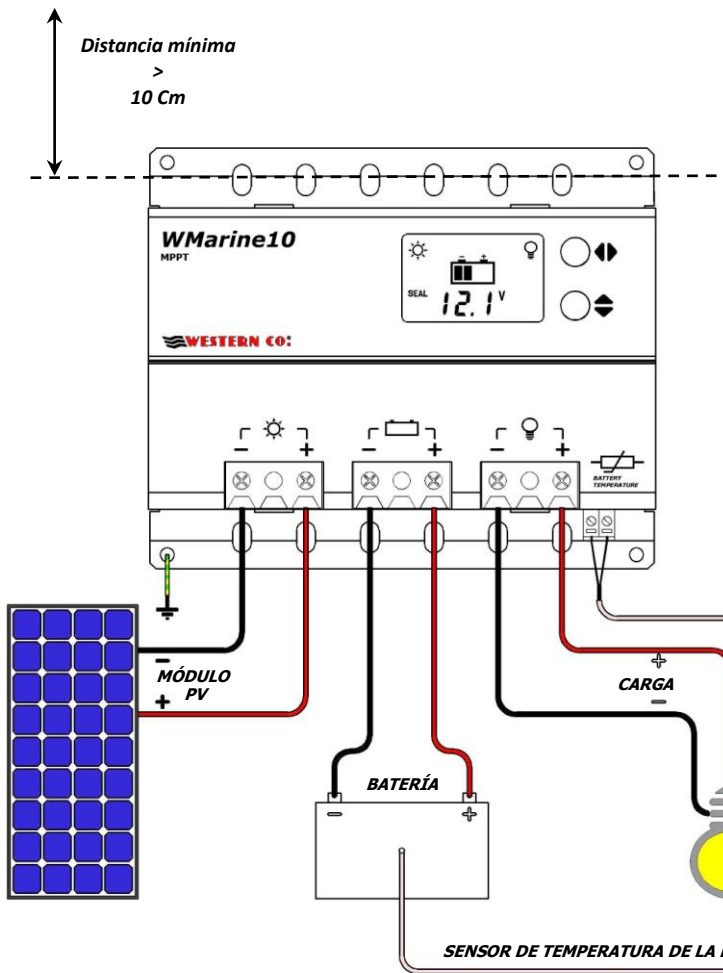 Distancia mínima
>
10 Cm
WMarine10
MPPT
SEAL
12.1 V
WESTERN CO:
- +
- +
- +
- +
BATTERY
TEMPERATURE
-
MÓDULO
PV
+
+
CARGA
-
BATERÍA
- +
SENSOR DE TEMPERATURA DE LA